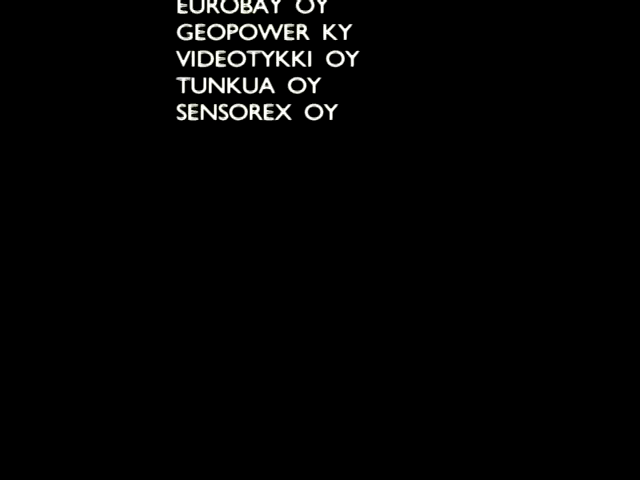 EUROBAY OY
GEOPOWER KY
VIDEOTYKKI OY
TUNKUA OY
SENSOREX OY